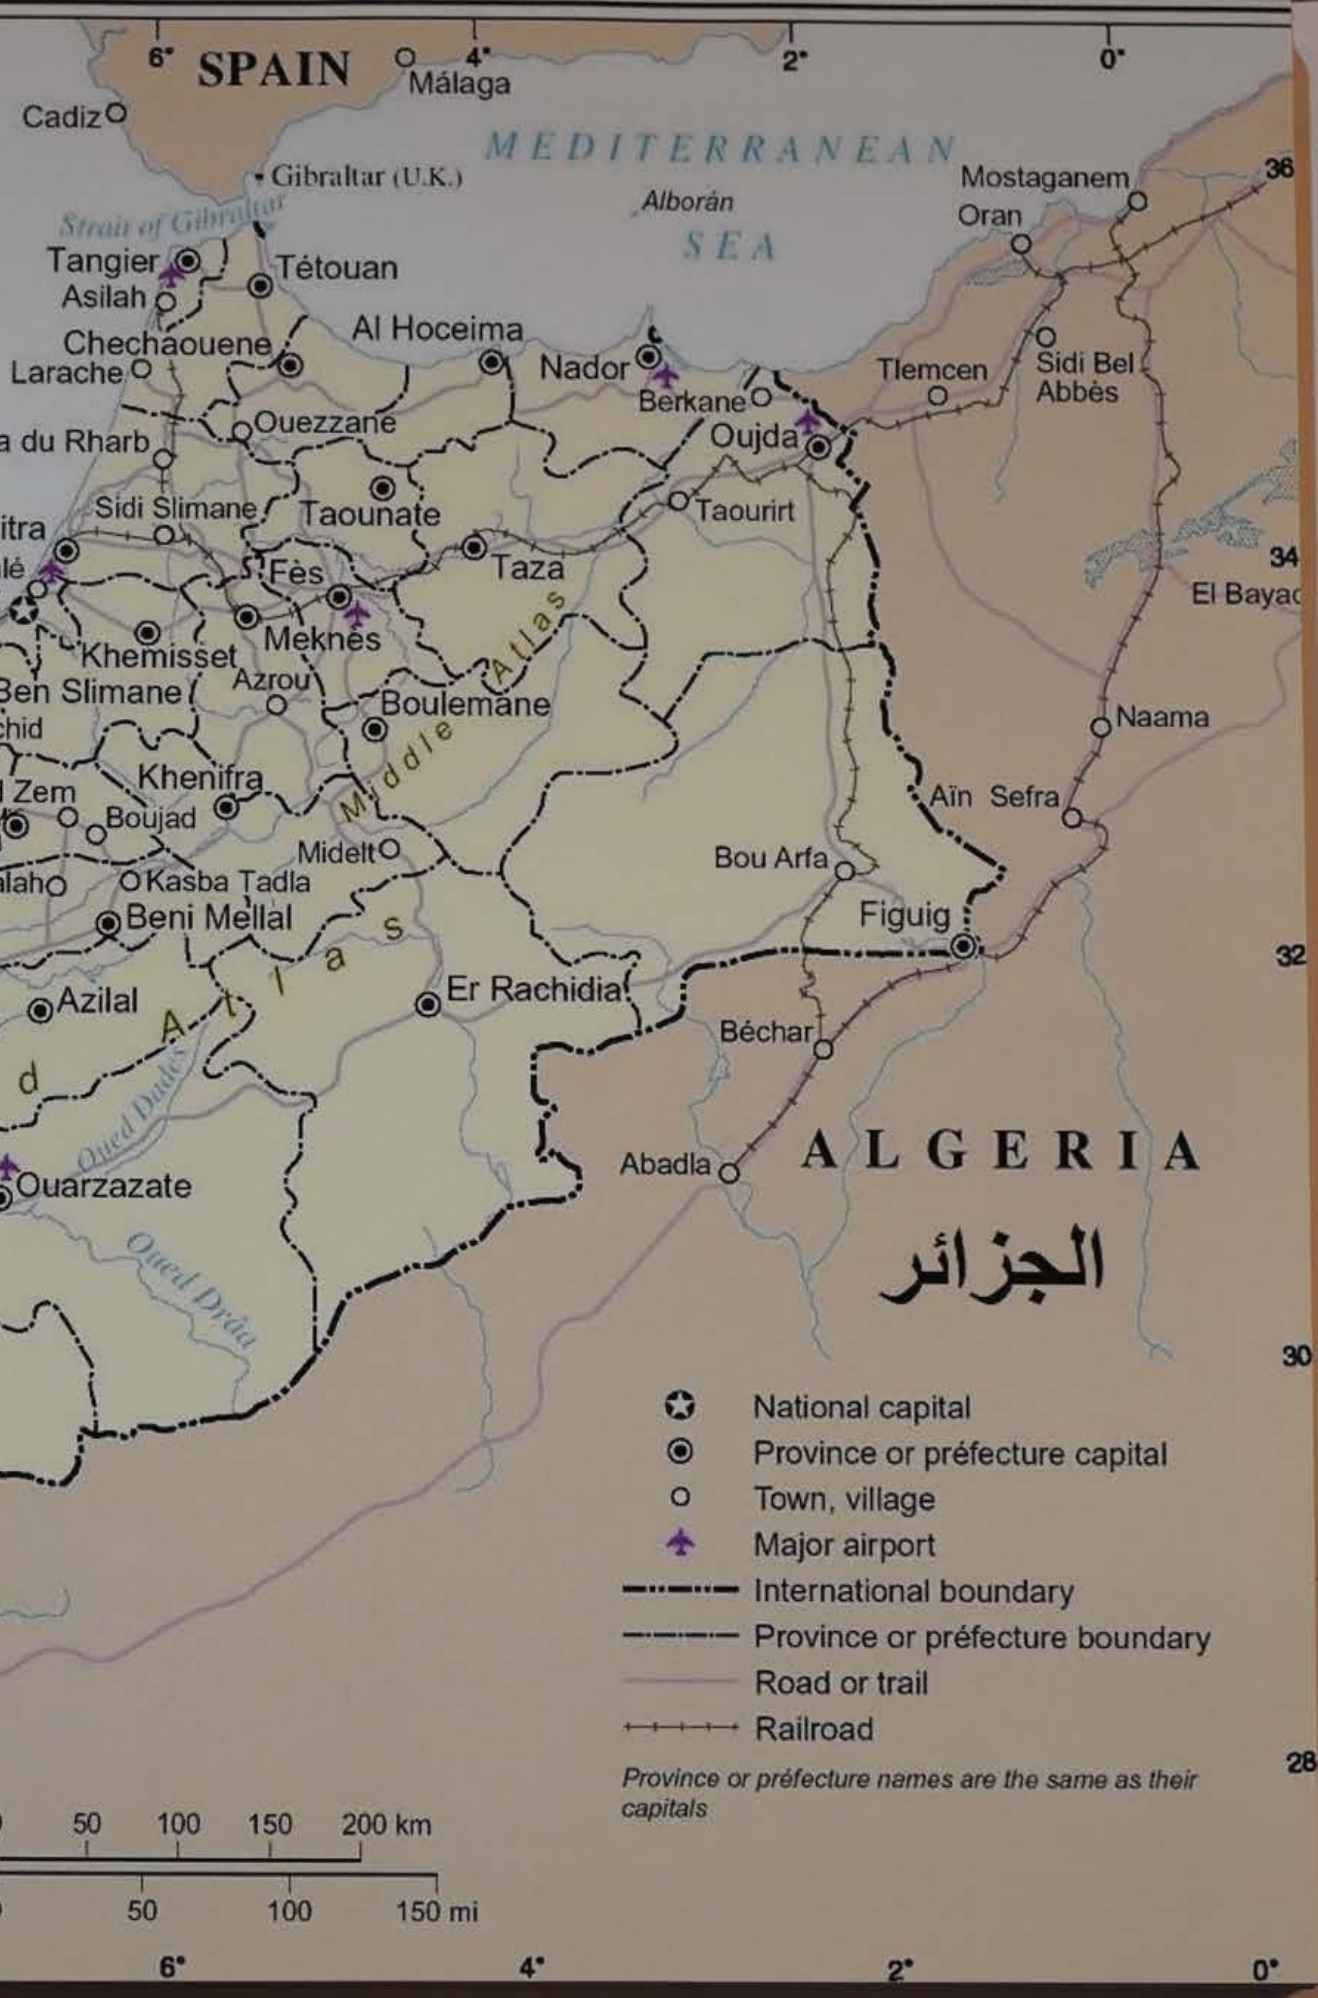 6° 4° 2° 0°
SPAIN
Málaga
Cadiz
MEDITERRANEAN
SEA
Gibraltar (U.K.)
Alborán
Strait of Gibraltar
Mostaganem
Oran
36
Tangier
Tétouan
Asilah
Chechaouene
Al Hoceima
Larache
Nador
Berkane
Tlemcen
Sidi Bel
Abbès
Ouezzane
Oujda
a du Rharb
Sidi Slimane
Taounate
Taourirt
itra
lé
Fès
Taza
34
El Bayad
Meknès
Khemisset
Middle Atlas
Ben Slimane
Azrou
Boulemane
chid
Naama
Khenifra
Zem
Boujad
Aïn Sefra
Midelt
Bou Arfa
alah
Kasba Tadla
Beni Mellal
Figuig
32
d Atlas
Er Rachidia
Azilal
Béchar
Oued Dadès
Abadla
ALGERIA
الجزائر
Ouarzazate
Oued Drâa
30
National capital
Province or préfecture capital
Town, village
Major airport
International boundary
Province or préfecture boundary
Road or trail
Railroad
28
Province or préfecture names are the same as their
capitals
50 100 150 200 km
50 100 150 mi
6° 4° 2° 0°